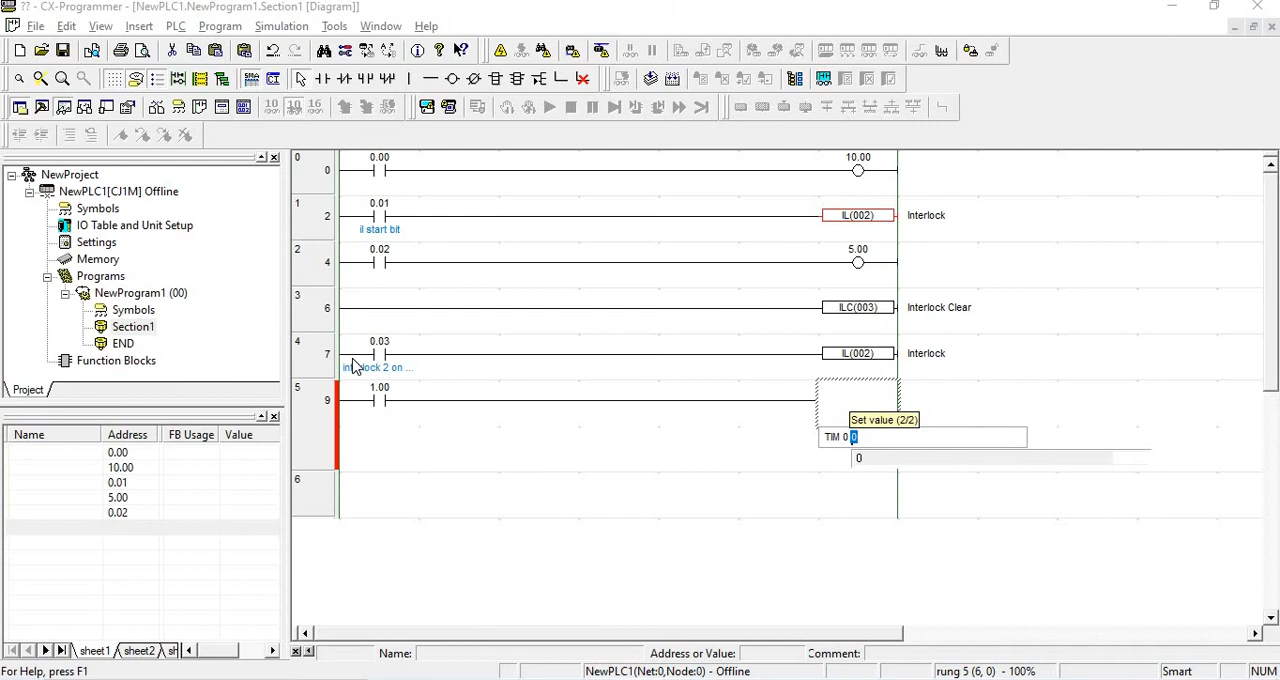 ?? - CX-Programmer - [NewPLC1.NewProgram1.Section1 [Diagram]]
File Edit View Insert PLC Program Simulation Tools Window Help
10 10 16
NewProject
NewPLC1[CJ1M] Offline
Symbols
IO Table and Unit Setup
Settings
Memory
Programs
NewProgram1 (00)
Symbols
Section1
END
Function Blocks
Project
Name Address FB Usage Value
0.00
10.00
0.01
5.00
0.02
sheet1 sheet2
0 0 0.00 10.00
1 2 0.01 IL(002) Interlock
il start bit
2 4 0.02 5.00
3 6 ILC(003) Interlock Clear
4 7 0.03 IL(002) Interlock
5 9 1.00
Set value (2/2)
TIM 0 0
0
6
Name: Address or Value: Comment:
For Help, press F1 NewPLC1(Net:0,Node:0) - Offline rung 5 (6, 0) - 100% Smart NUM